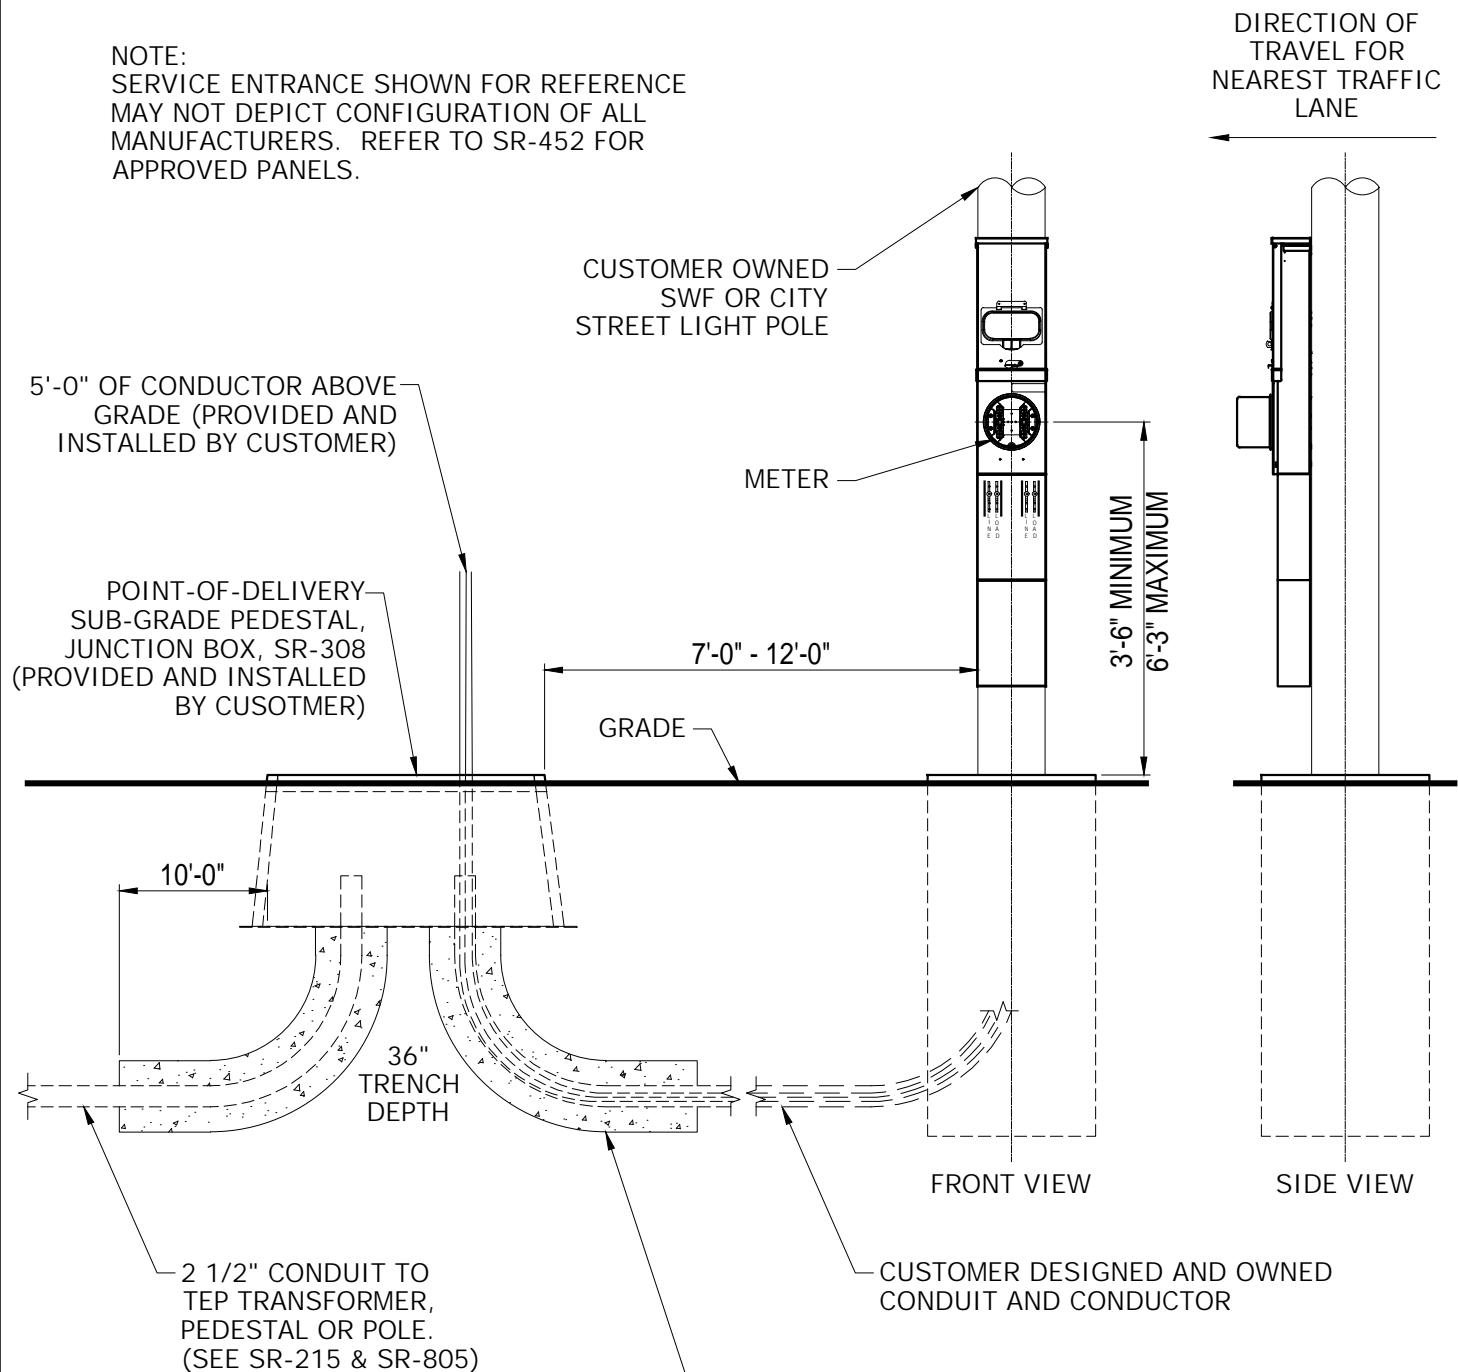 NOTE:
SERVICE ENTRANCE SHOWN FOR REFERENCE
MAY NOT DEPICT CONFIGURATION OF ALL
MANUFACTURERS.  REFER TO SR-452 FOR
APPROVED PANELS.
DIRECTION OF
TRAVEL FOR
NEAREST TRAFFIC
LANE
CUSTOMER OWNED
SWF OR CITY
STREET LIGHT POLE
5'-0" OF CONDUCTOR ABOVE
GRADE (PROVIDED AND
INSTALLED BY CUSTOMER)
METER
LINE
LOAD
LINE
LOAD
3'-6" MINIMUM
6'-3" MAXIMUM
POINT-OF-DELIVERY
SUB-GRADE PEDESTAL,
JUNCTION BOX, SR-308
(PROVIDED AND INSTALLED
BY CUSOTMER)
7'-0" - 12'-0"
GRADE
10'-0"
36"
TRENCH
DEPTH
FRONT VIEW
SIDE VIEW
2 1/2" CONDUIT TO
TEP TRANSFORMER,
PEDESTAL OR POLE.
(SEE SR-215 & SR-805)
CUSTOMER DESIGNED AND OWNED
CONDUIT AND CONDUCTOR